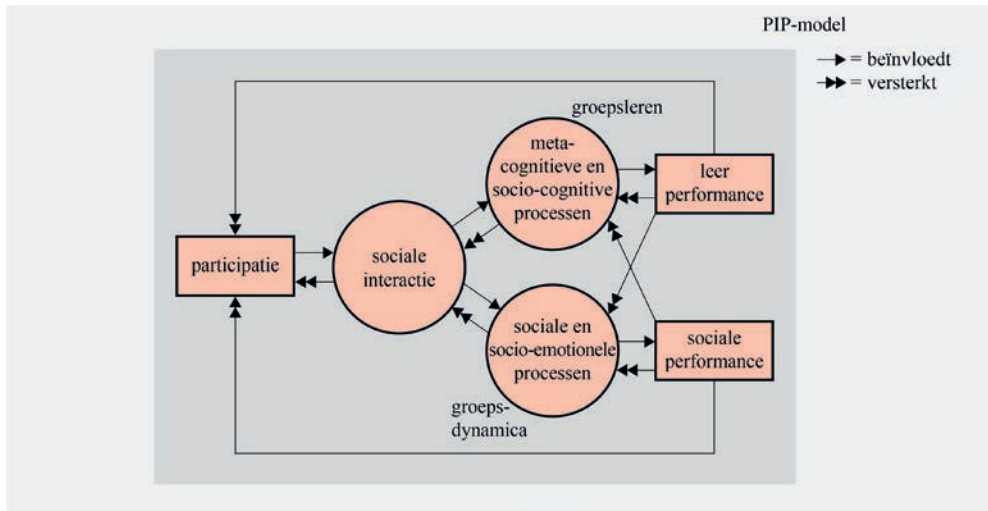 PIP-model
= beïnvloedt
= versterkt
groepsleren
meta-
cognitieve en
socio-cognitive
processen
leer
performance
participatie
sociale
interactie
sociale en
socio-emotionele
processen
sociale
performance
groeps-
dynamica